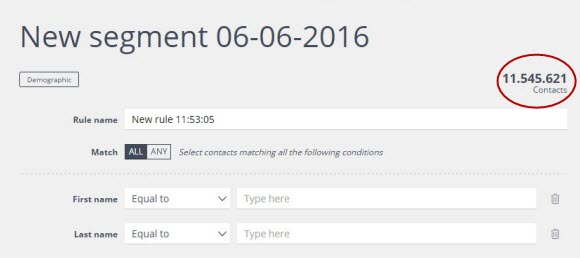 New segment 06-06-2016
Demographic
11.545.621
Contacts
Rule name New rule 11:53:05
Match ALL ANY Select contacts matching all the following conditions
First name Equal to Type here
Last name Equal to Type here